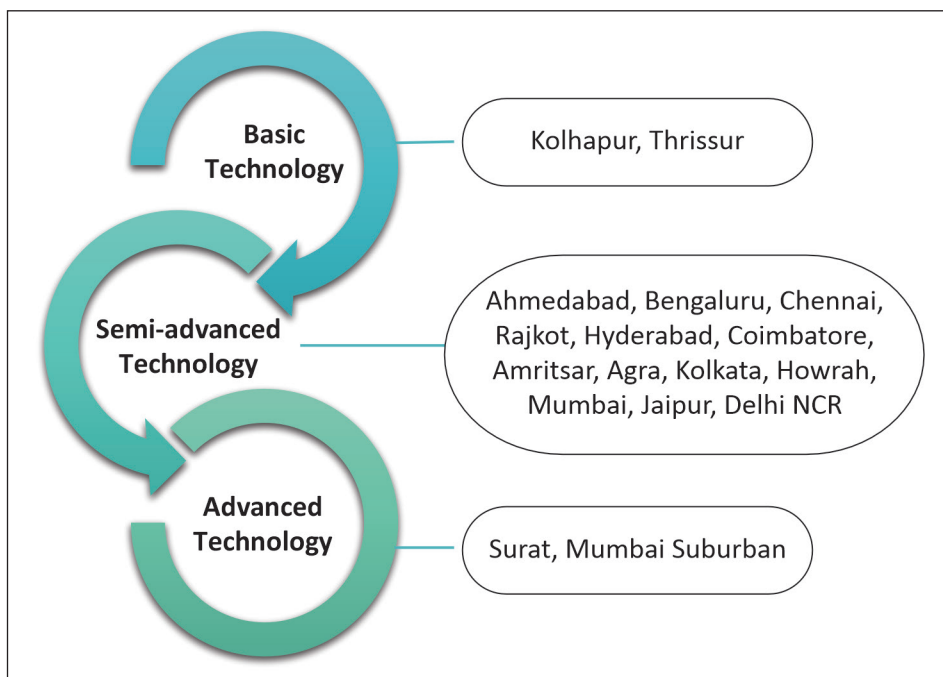 Basic
Technology
Kolhapur, Thrissur
Semi-advanced
Technology
Ahmedabad, Bengaluru, Chennai,
Rajkot, Hyderabad, Coimbatore,
Amritsar, Agra, Kolkata, Howrah,
Mumbai, Jaipur, Delhi NCR
Advanced
Technology
Surat, Mumbai Suburban